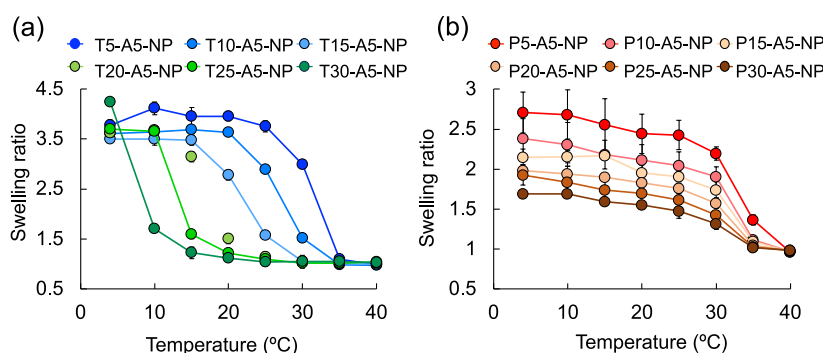 (a)
T5-A5-NP T10-A5-NP T15-A5-NP
T20-A5-NP T25-A5-NP T30-A5-NP
4.5
3.5
2.5
1.5
0.5
Swelling ratio
0 10 20 30 40
Temperature (ºC)
(b)
P5-A5-NP P10-A5-NP P15-A5-NP
P20-A5-NP P25-A5-NP P30-A5-NP
3
2.5
2
1.5
1
0.5
Swelling ratio
0 10 20 30 40
Temperature (ºC)